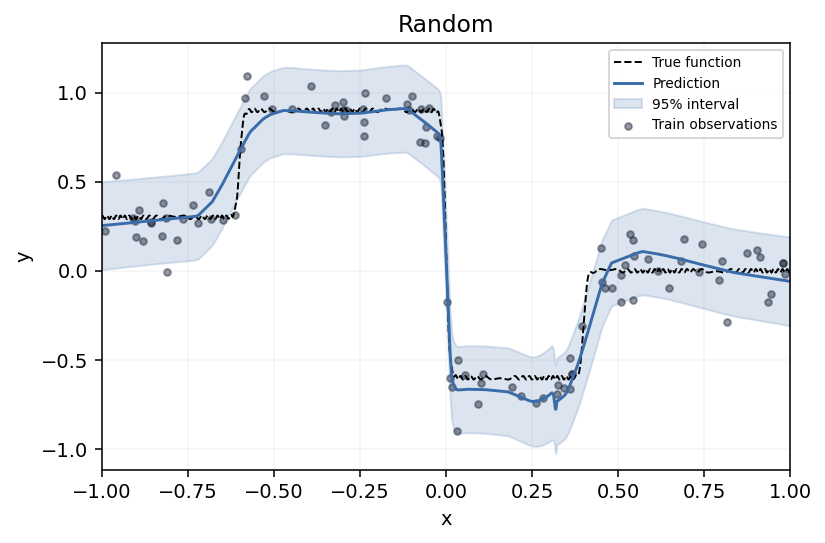 Random
True function
Prediction
95% interval
Train observations
y
1.0
0.5
0.0
−0.5
−1.0
−1.00 −0.75 −0.50 −0.25 0.00 0.25 0.50 0.75 1.00
x